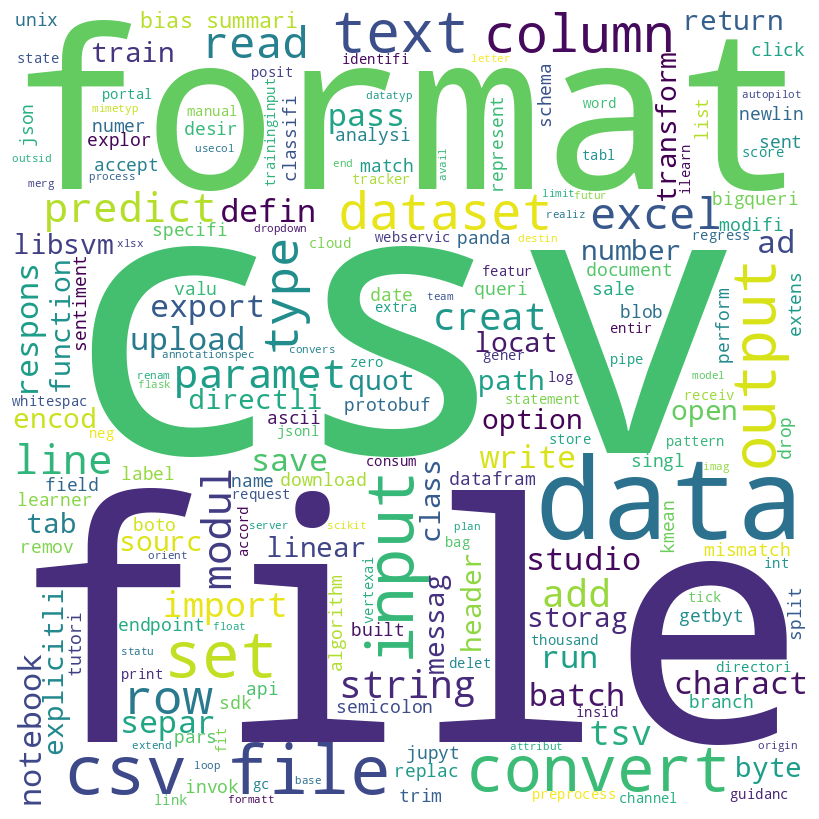 unix
bias summari
read
text
column
return
state
train
identifi
letter
click
format
portal
posit
datatyp
schema
word
autopilot
json
mimetyp
manual
pass
list
newlin
numer
desir
analysi
represent
transform
explor
usecol
traininginput
classifi
tabl
sent
outsid
accept
end
match
avail
score
merg
process
tracker
limit
futur
ilearn
bigqueri
predict
defin
dataset
realiz
excel
modifi
specifi
dropdown
webservic
panda
destin
regress
libsvm
xlsx
cloud
number
ad
csv
respons
function
sentiment
type
featur
document
valu
date
queri
sale
blob
output
extens
export
extra
team
creat
entir
perform
upload
annotationspec
convers
locat
gener
pipe
whitespac
renam
flask
paramet
zero
quot
path
log
model
directli
protobuf
statement
receiv
encod
neg
ascii
option
store
pattern
open
drop
line
jsonl
save
consum
write
singl
imag
field
label
name
download
class
datafram
data
learner
request
input
kmean
tab
boto
modul
accord
server
scikit
plan
bag
mismatch
remov
sourc
orient
linear
file
studio
int
notebook
explicitli
tutori
import
algorithm
vertexai
messag
header
add
tick
getbyt
split
endpoint
float
built
storag
thousand
statu
set
print
string
delet
run
directori
row
sdk
api
semicolon
batch
insid
charact
branch
separ
pars
fit
tsv
extend
loop
base
jupyt
attribut
origin
csv file
convert
byte
invok
gc
replac
link
formatt
trim
preprocess
channel
guidanc